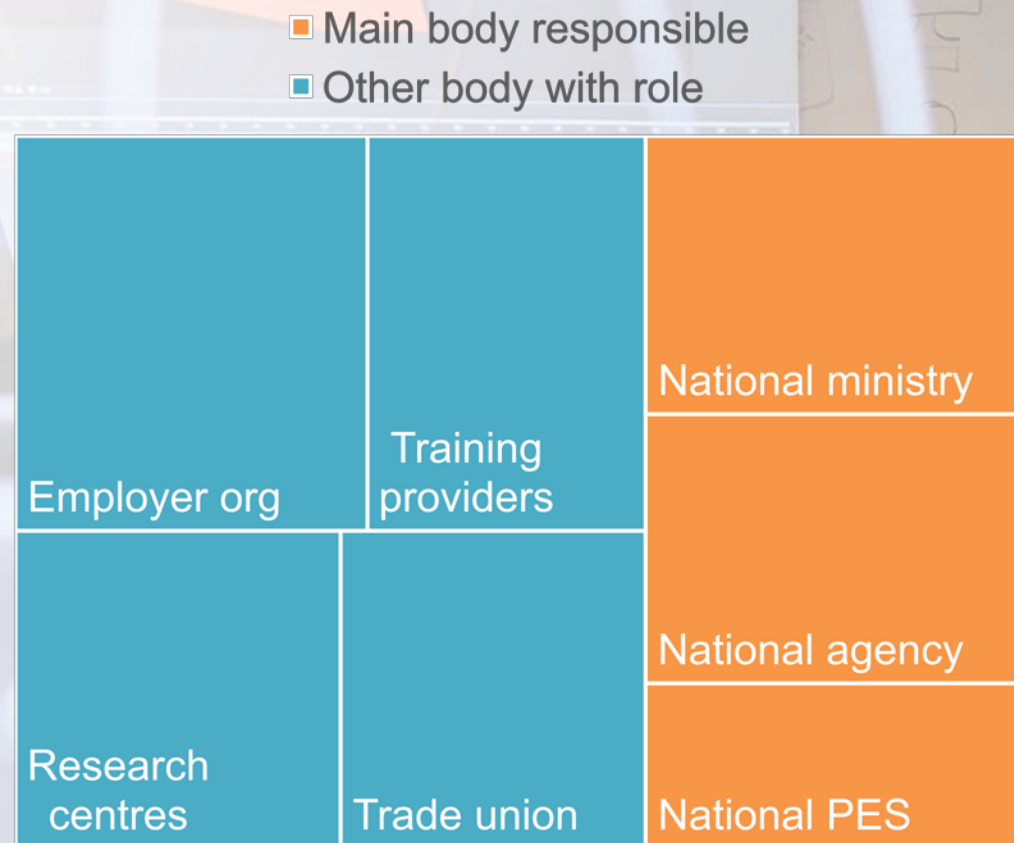 Main body responsible
Other body with role
Employer org
Training
providers
National ministry
National agency
Research
centres
Trade union
National PES